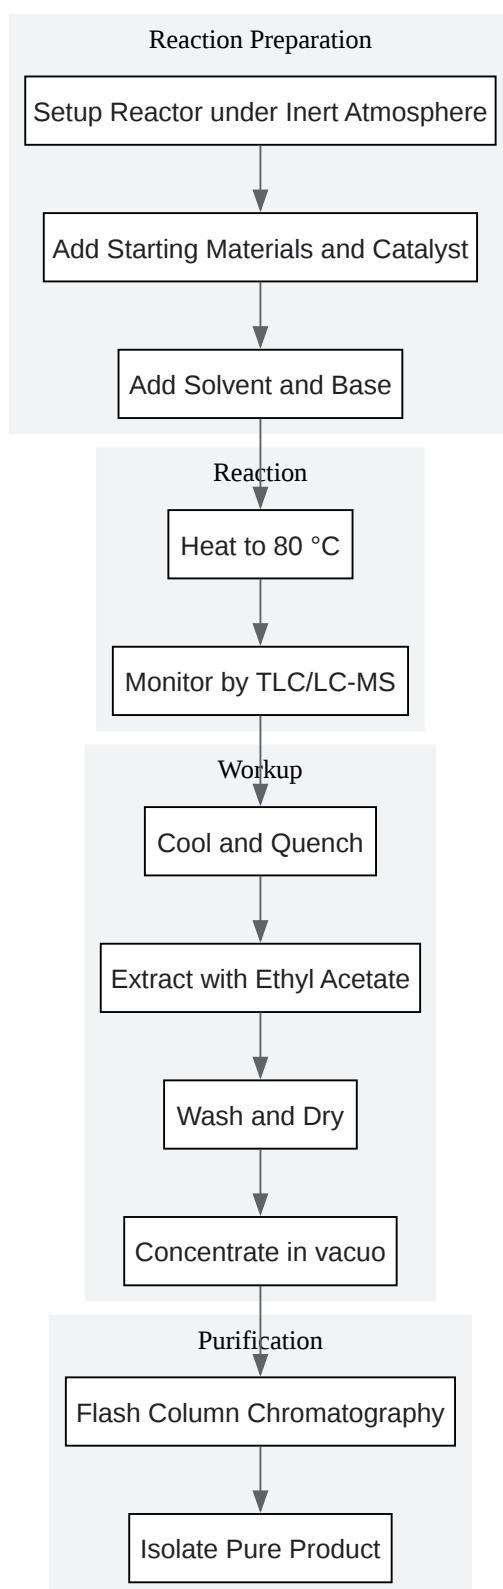 Reaction Preparation
Setup Reactor under Inert Atmosphere
Add Starting Materials and Catalyst
Add Solvent and Base
Reaction
Heat to 80 °C
Monitor by TLC/LC-MS
Workup
Cool and Quench
Extract with Ethyl Acetate
Wash and Dry
Concentrate in vacuo
Purification
Flash Column Chromatography
Isolate Pure Product